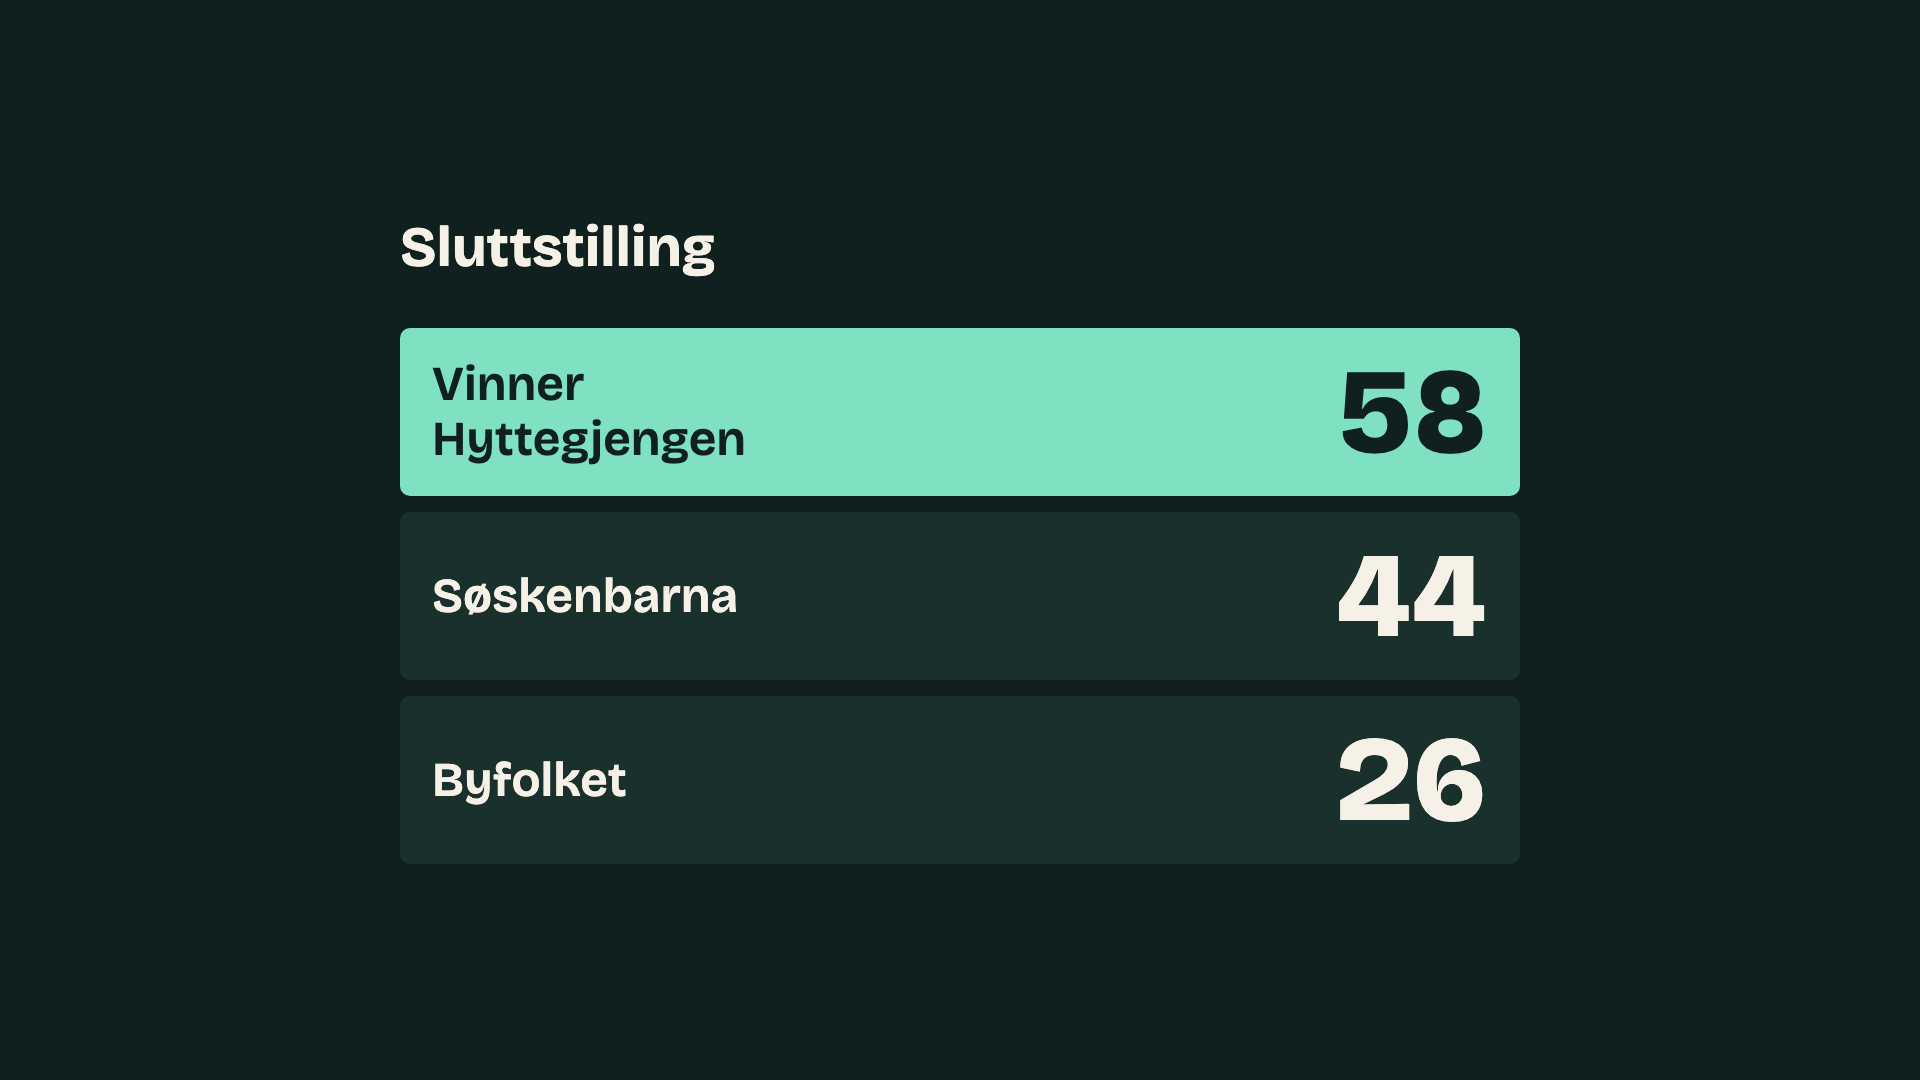 Sluttstilling
Vinner
Hyttegjengen
58
Søskenbarna
44
Byfolket
26